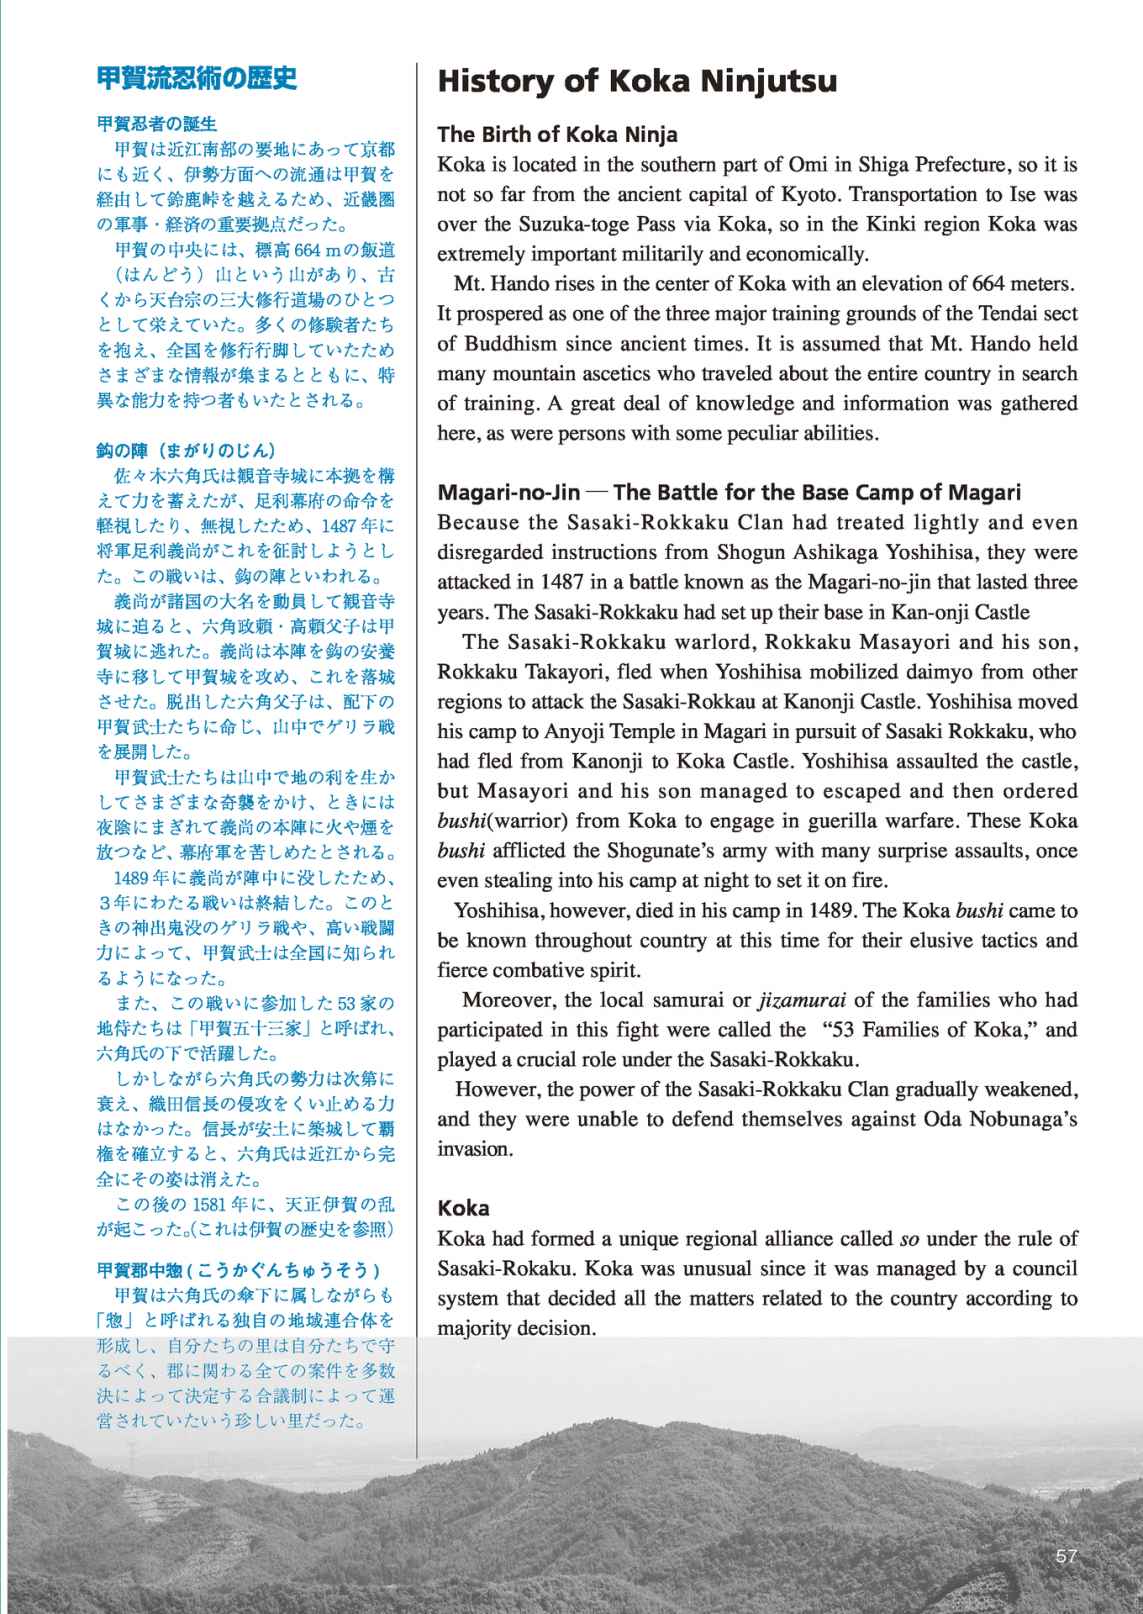 甲賀流忍術の歴史
甲賀忍者の誕生
甲賀は近江南部の要地にあって京都
にも近く、伊勢方面への流通は甲賀を
経由して鈴鹿峠を越えるため、近畿圏
の軍事・経済の重要拠点だった。
甲賀の中央には、標高 664 mの飯道
（はんどう）山という山があり、古
くから天台宗の三大修行道場のひとつ
として栄えていた。多くの修験者たち
を抱え、全国を修行行脚していたため
さまざまな情報が集まるとともに、特
異な能力を持つ者もいたとされる。
鈎の陣（まがりのじん）
佐々木六角氏は観音寺城に本拠を構
えて力を蓄えたが、足利幕府の命令を
軽視したり、無視したため、1487 年に
将軍足利義尚がこれを征討しようとし
た。この戦いは、鈎の陣といわれる。
義尚が諸国の大名を動員して観音寺
城に迫ると、六角政頼・高頼父子は甲
賀城に逃れた。義尚は本陣を鈎の安養
寺に移して甲賀城を攻め、これを落城
させた。脱出した六角父子は、配下の
甲賀武士たちに命じ、山中でゲリラ戦
を展開した。
甲賀武士たちは山中で地の利を生か
してさまざまな奇襲をかけ、ときには
夜陰にまぎれて義尚の本陣に火や煙を
放つなど、幕府軍を苦しめたとされる。
1489 年に義尚が陣中に没したため、
３年にわたる戦いは終結した。このと
きの神出鬼没のゲリラ戦や、高い戦闘
力によって、甲賀武士は全国に知られ
るようになった。
また、この戦いに参加した 53 家の
地侍たちは「甲賀五十三家」と呼ばれ、
六角氏の下で活躍した。
しかしながら六角氏の勢力は次第に
衰え、織田信長の侵攻をくい止める力
はなかった。信長が安土に築城して覇
権を確立すると、六角氏は近江から完
全にその姿は消えた。
この後の 1581 年に、天正伊賀の乱
が起こった。（これは伊賀の歴史を参照）
甲賀郡中惣 ( こうかぐんちゅうそう )
甲賀は六角氏の傘下に属しながらも
「惣」と呼ばれる独自の地域連合体を
形成し、自分たちの里は自分たちで守
るべく、郡に関わる全ての案件を多数
決によって決定する合議制によって運
営されていたいう珍しい里だった。
History of Koka Ninjutsu
The Birth of Koka Ninja
Koka is located in the southern part of Omi in Shiga Prefecture, so it is
not so far from the ancient capital of Kyoto. Transportation to Ise was
over the Suzuka-toge Pass via Koka, so in the Kinki region Koka was
extremely important militarily and economically.
Mt. Hando rises in the center of Koka with an elevation of 664 meters.
It prospered as one of the three major training grounds of the Tendai sect
of Buddhism since ancient times. It is assumed that Mt. Hando held
many mountain ascetics who traveled about the entire country in search
of training. A great deal of knowledge and information was gathered
here, as were persons with some peculiar abilities.
Magari-no-Jin — The Battle for the Base Camp of Magari
Because the Sasaki-Rokkaku Clan had treated lightly and even
disregarded instructions from Shogun Ashikaga Yoshihisa, they were
attacked in 1487 in a battle known as the Magari-no-jin that lasted three
years. The Sasaki-Rokkaku had set up their base in Kan-onji Castle
The Sasaki-Rokkaku warlord, Rokkaku Masayori and his son,
Rokkaku Takayori, fled when Yoshihisa mobilized daimyo from other
regions to attack the Sasaki-Rokkau at Kanonji Castle. Yoshihisa moved
his camp to Anyoji Temple in Magari in pursuit of Sasaki Rokkaku, who
had fled from Kanonji to Koka Castle. Yoshihisa assaulted the castle,
but Masayori and his son managed to escaped and then ordered
bushi(warrior) from Koka to engage in guerilla warfare. These Koka
bushi afflicted the Shogunate’s army with many surprise assaults, once
even stealing into his camp at night to set it on fire.
Yoshihisa, however, died in his camp in 1489. The Koka bushi came to
be known throughout country at this time for their elusive tactics and
fierce combative spirit.
Moreover, the local samurai or jizamurai of the families who had
participated in this fight were called the “53 Families of Koka,” and
played a crucial role under the Sasaki-Rokkaku.
However, the power of the Sasaki-Rokkaku Clan gradually weakened,
and they were unable to defend themselves against Oda Nobunaga’s
invasion.
Koka
Koka had formed a unique regional alliance called so under the rule of
Sasaki-Rokaku. Koka was unusual since it was managed by a council
system that decided all the matters related to the country according to
majority decision.
57